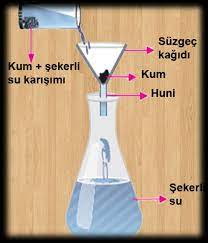 Süzgeç
kağıdı
Kum
Huni
Kum + şekerli
su karışımı
Şekerli
su